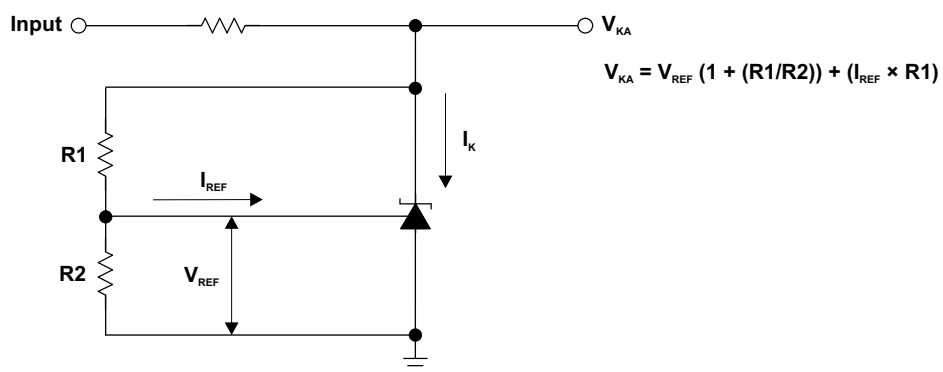 Input
V_KA
V_KA = V_REF (1 + (R1/R2)) + (I_REF × R1)
I_K
R1
I_REF
R2
V_REF